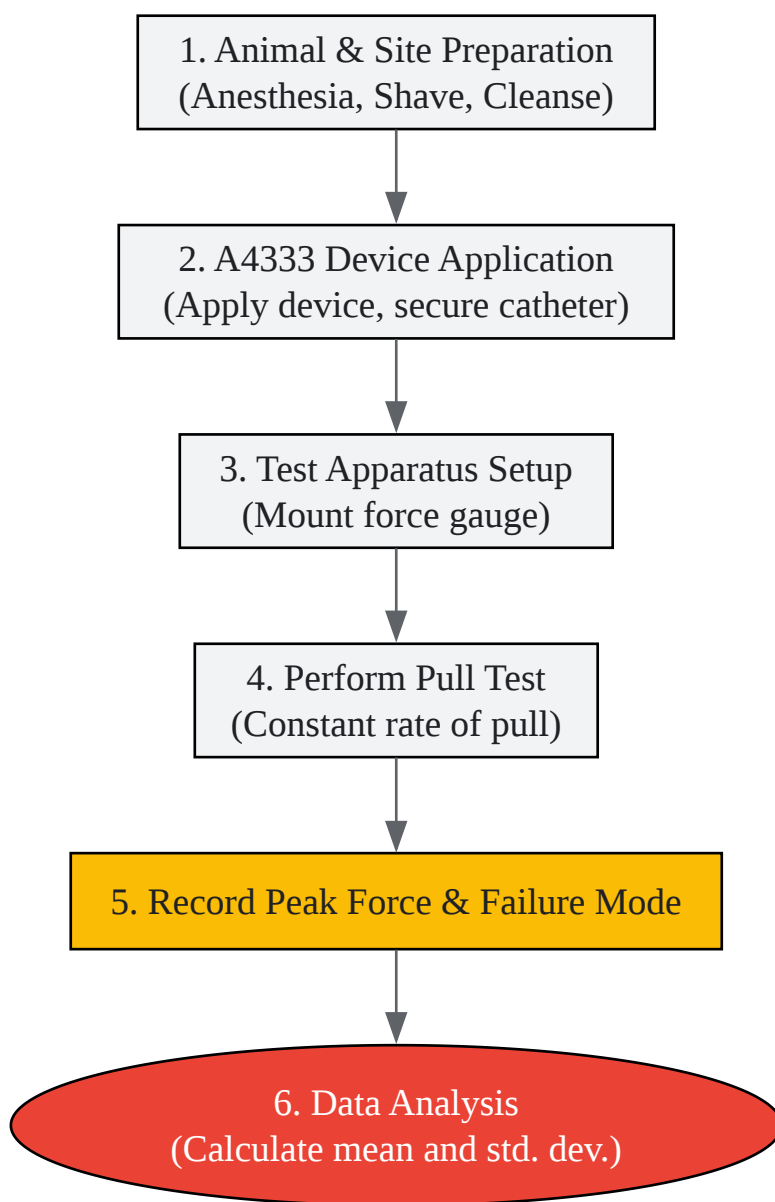 1. Animal & Site Preparation
(Anesthesia, Shave, Cleanse)
2. A4333 Device Application
(Apply device, secure catheter)
3. Test Apparatus Setup
(Mount force gauge)
4. Perform Pull Test
(Constant rate of pull)
5. Record Peak Force & Failure Mode
6. Data Analysis
(Calculate mean and std. dev.)